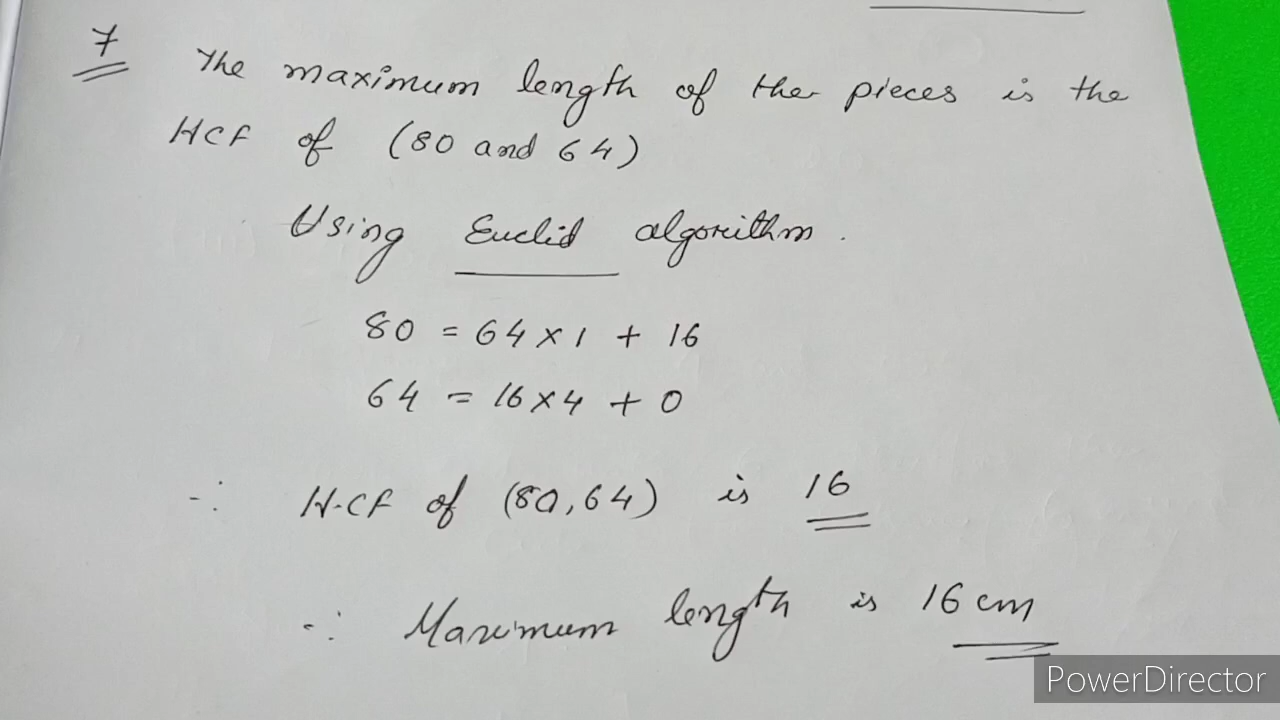 7 The maximum length of the pieces is the
HCF of (80 and 64)
Using Euclid algorithm.
80 = 64 x 1 + 16
64 = 16 x 4 + 0
∴ H.C.F of (80, 64) is 16
∴ Maximum length is 16 cm
PowerDirector